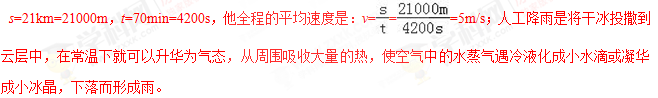 s=21km=21000m，t=70min=4200s，他全程的平均速度是：v=s/t=21000m/4200s=5m/s；人工降雨是将干冰投撒到
云层中，在常温下就可以升华为气态，从周围吸收大量的热，使空气中的水蒸气遇冷液化成小水滴或凝华
成小冰晶，下落而形成雨。